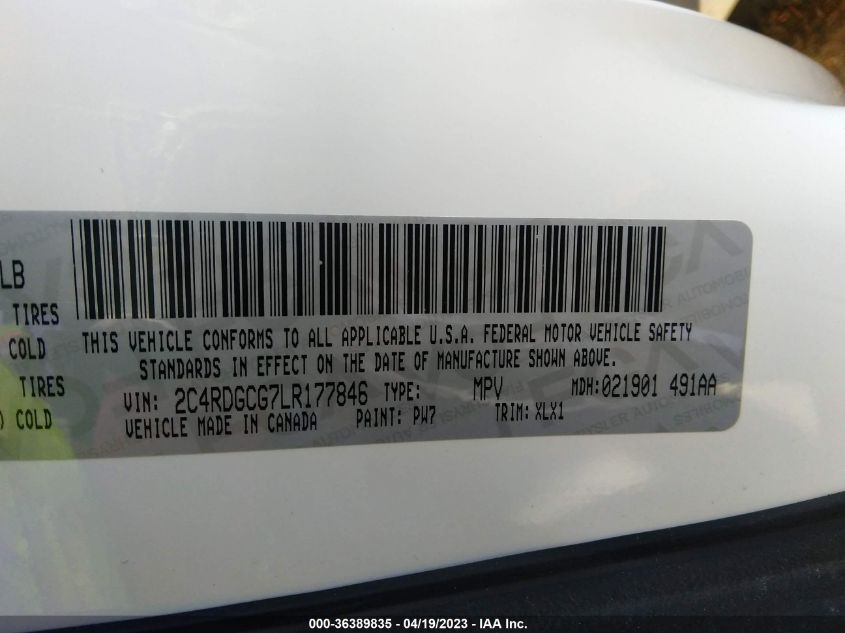 LB
TIRES
COLD
TIRES
) COLD
THIS VEHICLE CONFORMS TO ALL APPLICABLE U.S.A. FEDERAL MOTOR VEHICLE SAFETY
STANDARDS IN EFFECT ON THE DATE OF MANUFACTURE SHOWN ABOVE.
VIN: 2C4RDGCG7LR177846 TYPE: MPV MDH:021901 491AA
VEHICLE MADE IN CANADA PAINT: PW7 TRIM:XLX1
000-36389835 - 04/19/2023 - IAA Inc.